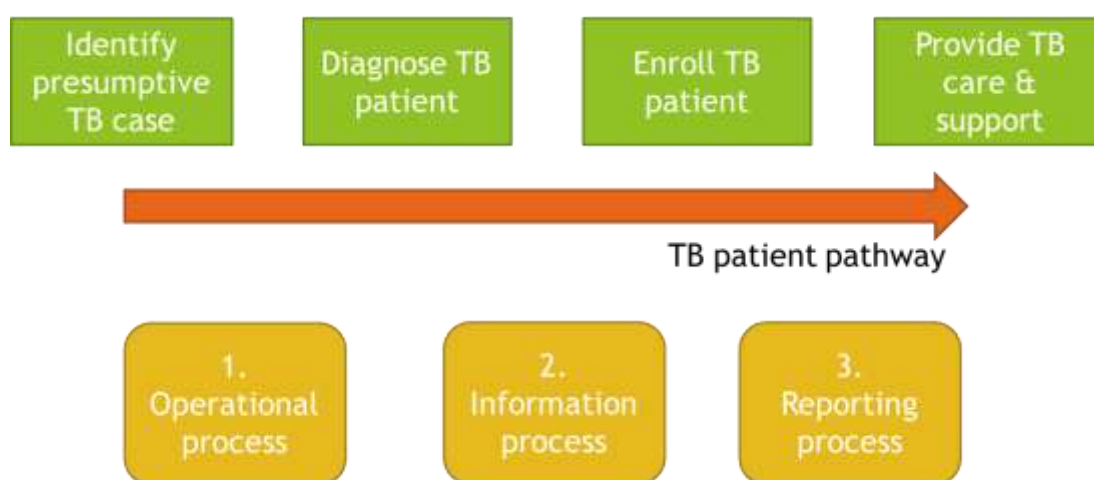 Identify
presumptive
TB case
Diagnose TB
patient
Enroll TB
patient
Provide TB
care &
support
TB patient pathway
1.
Operational
process
2.
Information
process
3.
Reporting
process